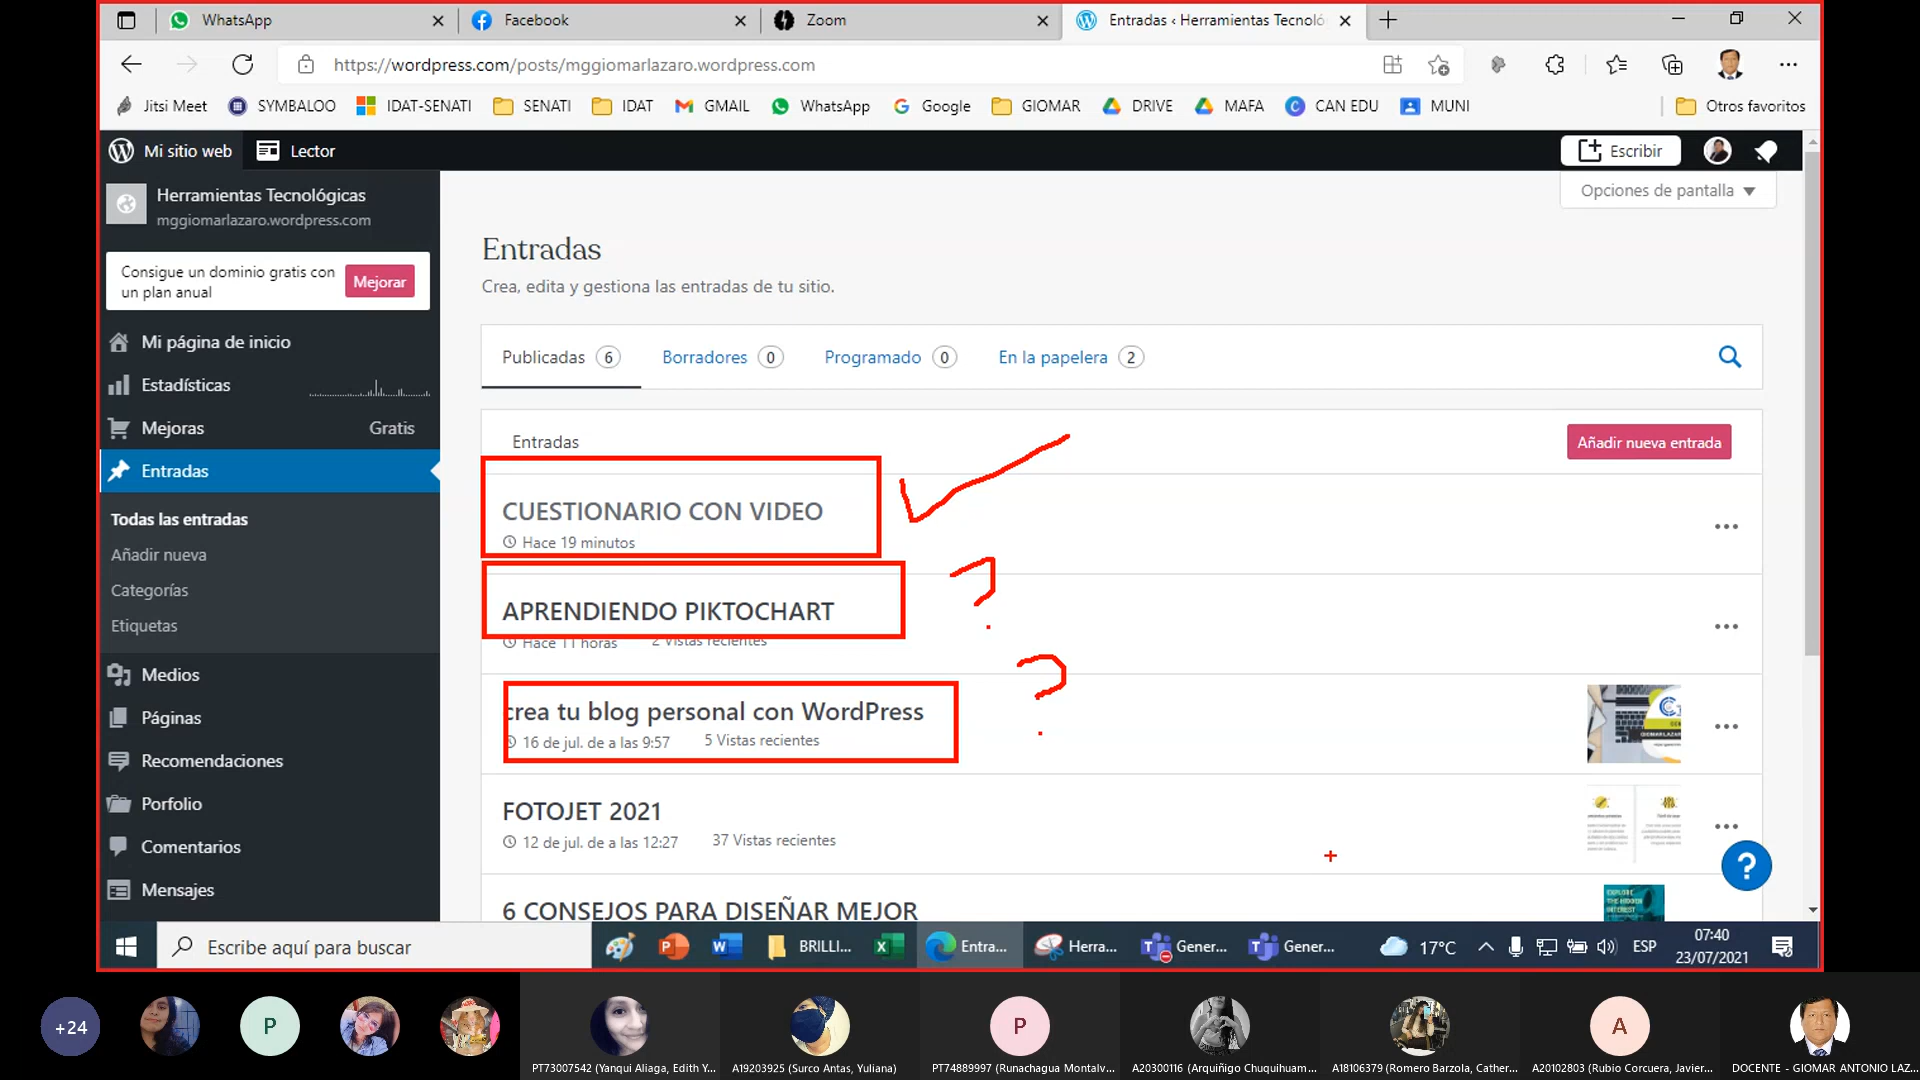 WhatsApp
Facebook
Zoom
Entradas ‹ Herramientas Tecnoló
https://wordpress.com/posts/mggiomarlazaro.wordpress.com
Jitsi Meet SYMBALOO IDAT-SENATI SENATI IDAT GMAIL WhatsApp Google GIOMAR DRIVE MAFA CAN EDU MUNI Otros favoritos
Mi sitio web Lector Escribir
Herramientas Tecnológicas
mggiomarlazaro.wordpress.com
Opciones de pantalla
Consigue un dominio gratis con
un plan anual
Mejorar
Mi página de inicio
Estadísticas
Mejoras Gratis
Entradas
Todas las entradas
Añadir nueva
Categorías
Etiquetas
Medios
Páginas
Recomendaciones
Porfolio
Comentarios
Mensajes
Entradas
Crea, edita y gestiona las entradas de tu sitio.
Publicadas 6 Borradores 0 Programado 0 En la papelera 2
Entradas Añadir nueva entrada
CUESTIONARIO CON VIDEO
Hace 19 minutos
?
APRENDIENDO PIKTOCHART
Hace 11 horas 2 Vistas recientes
?
crea tu blog personal con WordPress
16 de jul. de a las 9:57 5 Vistas recientes
FOTOJET 2021
12 de jul. de a las 12:27 37 Vistas recientes
?
6 CONSEJOS PARA DISEÑAR MEJOR
Escribe aquí para buscar
BRILLI... Entra... Herra... Gener... Gener... 17°C ESP
07:40
23/07/2021
+24 P P A
PT73007542 (Yanqui Aliaga, Edith Y...
A19203925 (Surco Antas, Yuliana)
PT74889997 (Runachagua Montalv...
A20300116 (Arquiñigo Chuquihuam...
A18106379 (Romero Barzola, Cather...
A20102803 (Rubio Corcuera, Javier...
DOCENTE - GIOMAR ANTONIO LAZ...